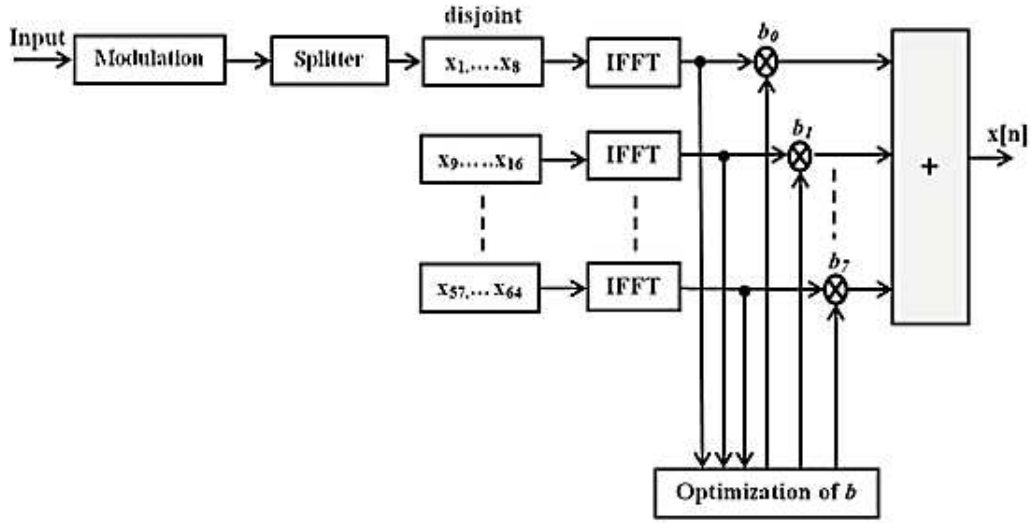 disjoint
Input
Modulation
Splitter
x1,....x8
IFFT
b0
x9.....x16
IFFT
b1
x57,...x64
IFFT
b7
+
x[n]
Optimization of b